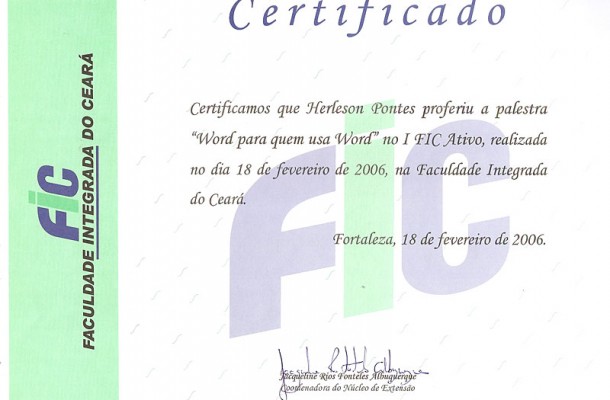 Certificado
Certificamos que Herleson Pontes proferiu a palestra
“Word para quem usa Word” no I FIC Ativo, realizada
no dia 18 de fevereiro de 2006, na Faculdade Integrada
do Ceará.
Fortaleza, 18 de fevereiro de 2006.
FIC
FIC
FACULDADE INTEGRADA DO CEARÁ
Jacqueline Rios Fonteles Albuquerque
Coordenadora do Núcleo de Extensão